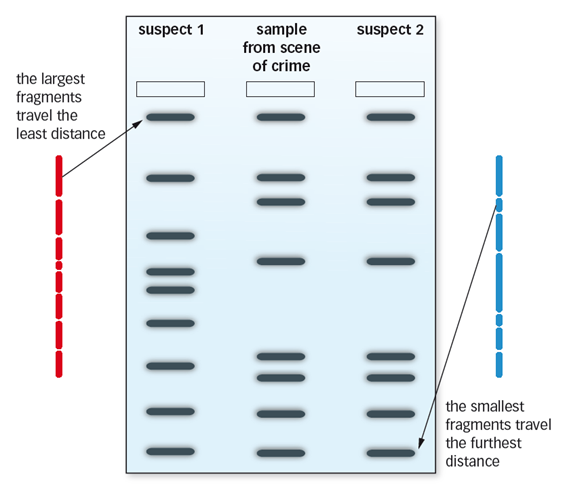 suspect 1
sample
from scene
of crime
suspect 2
the largest
fragments
travel the
least distance
the smallest
fragments travel
the furthest
distance